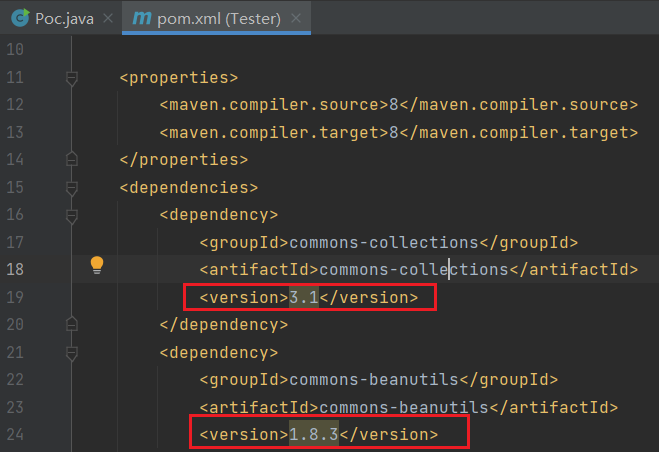 Poc.java × m pom.xml (Tester) ×
10
11 <properties>
12 <maven.compiler.source>8</maven.compiler.source>
13 <maven.compiler.target>8</maven.compiler.target>
14 </properties>
15 <dependencies>
16 <dependency>
17 <groupId>commons-collections</groupId>
18 <artifactId>commons-collections</artifactId>
19 <version>3.1</version>
20 </dependency>
21 <dependency>
22 <groupId>commons-beanutils</groupId>
23 <artifactId>commons-beanutils</artifactId>
24 <version>1.8.3</version>